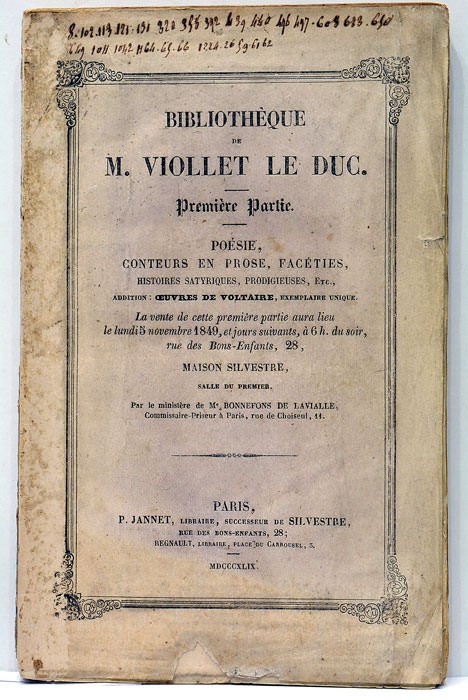 BIBLIOTHÈQUE
DE
M. VIOLLET LE DUC.
Première Partie.
POÉSIE,
CONTEURS EN PROSE, FACÉTIES,
HISTOIRES SATYRIQUES, PRODIGIEUSES, Etc.,
ADDITION : ŒUVRES DE VOLTAIRE, EXEMPLAIRE UNIQUE.
La vente de cette première partie aura lieu
le lundi 5 novembre 1849, et jours suivants, à 6 h. du soir,
rue des Bons-Enfants, 28,
MAISON SILVESTRE,
SALLE DU PREMIER.
Par le ministère de Me. BONNEFONS DE LAVIALLE,
Commissaire-Priseur à Paris, rue de Choiseul, 11.
PARIS,
P. JANNET, LIBRAIRE, SUCCESSEUR DE SILVESTRE,
RUE DES BONS-ENFANTS, 28;
REGNAULT, LIBRAIRE, PLACE DU CARROUSEL, 3.
MDCCCXLIX